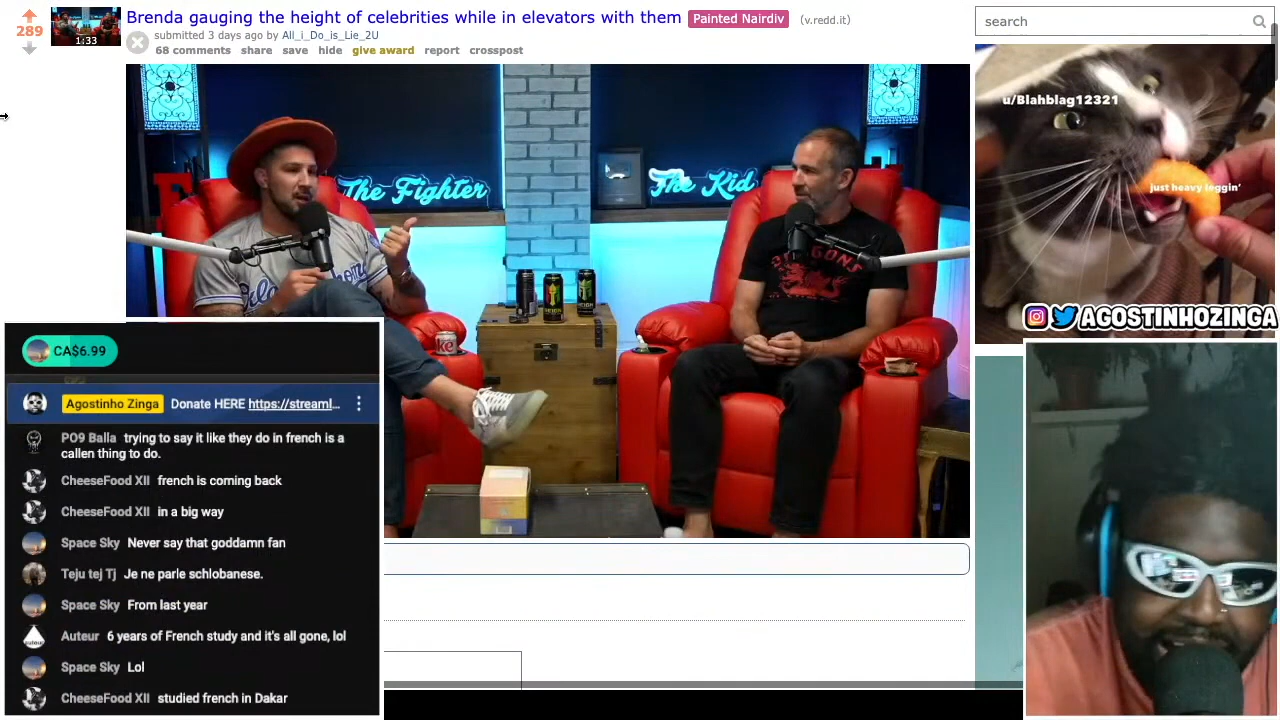 289
1:33
Brenda gauging the height of celebrities while in elevators with them Painted Nairdiv (v.redd.it)
submitted 3 days ago by All_i_Do_is_Lie_2U
68 comments share save hide give award report crosspost
search
u/Blahblag12321
just heavy leggin'
AGOSTINHOZINGA
The Fighter
The Kid
DRAGONS
ke
CA$6.99
Agostinho Zinga Donate HERE https://streaml...
PO9 Balla trying to say it like they do in french is a
callen thing to do.
CheeseFood XII french is coming back
CheeseFood XII in a big way
Space Sky Never say that goddamn fan
Teju tej Tj Je ne parle schlobanese.
Space Sky From last year
Auteur 6 years of French study and it's all gone, lol
Space Sky Lol
CheeseFood XII studied french in Dakar